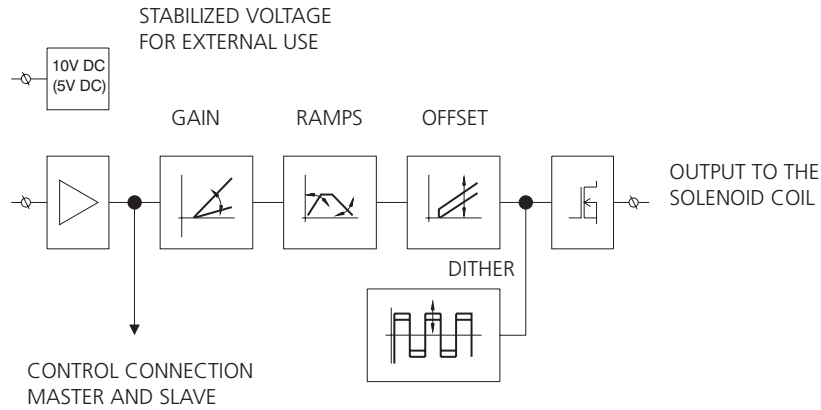 STABILIZED VOLTAGE
FOR EXTERNAL USE
10V DC
(5V DC)
GAIN
RAMPS
OFFSET
OUTPUT TO THE
SOLENOID COIL
DITHER
CONTROL CONNECTION
MASTER AND SLAVE